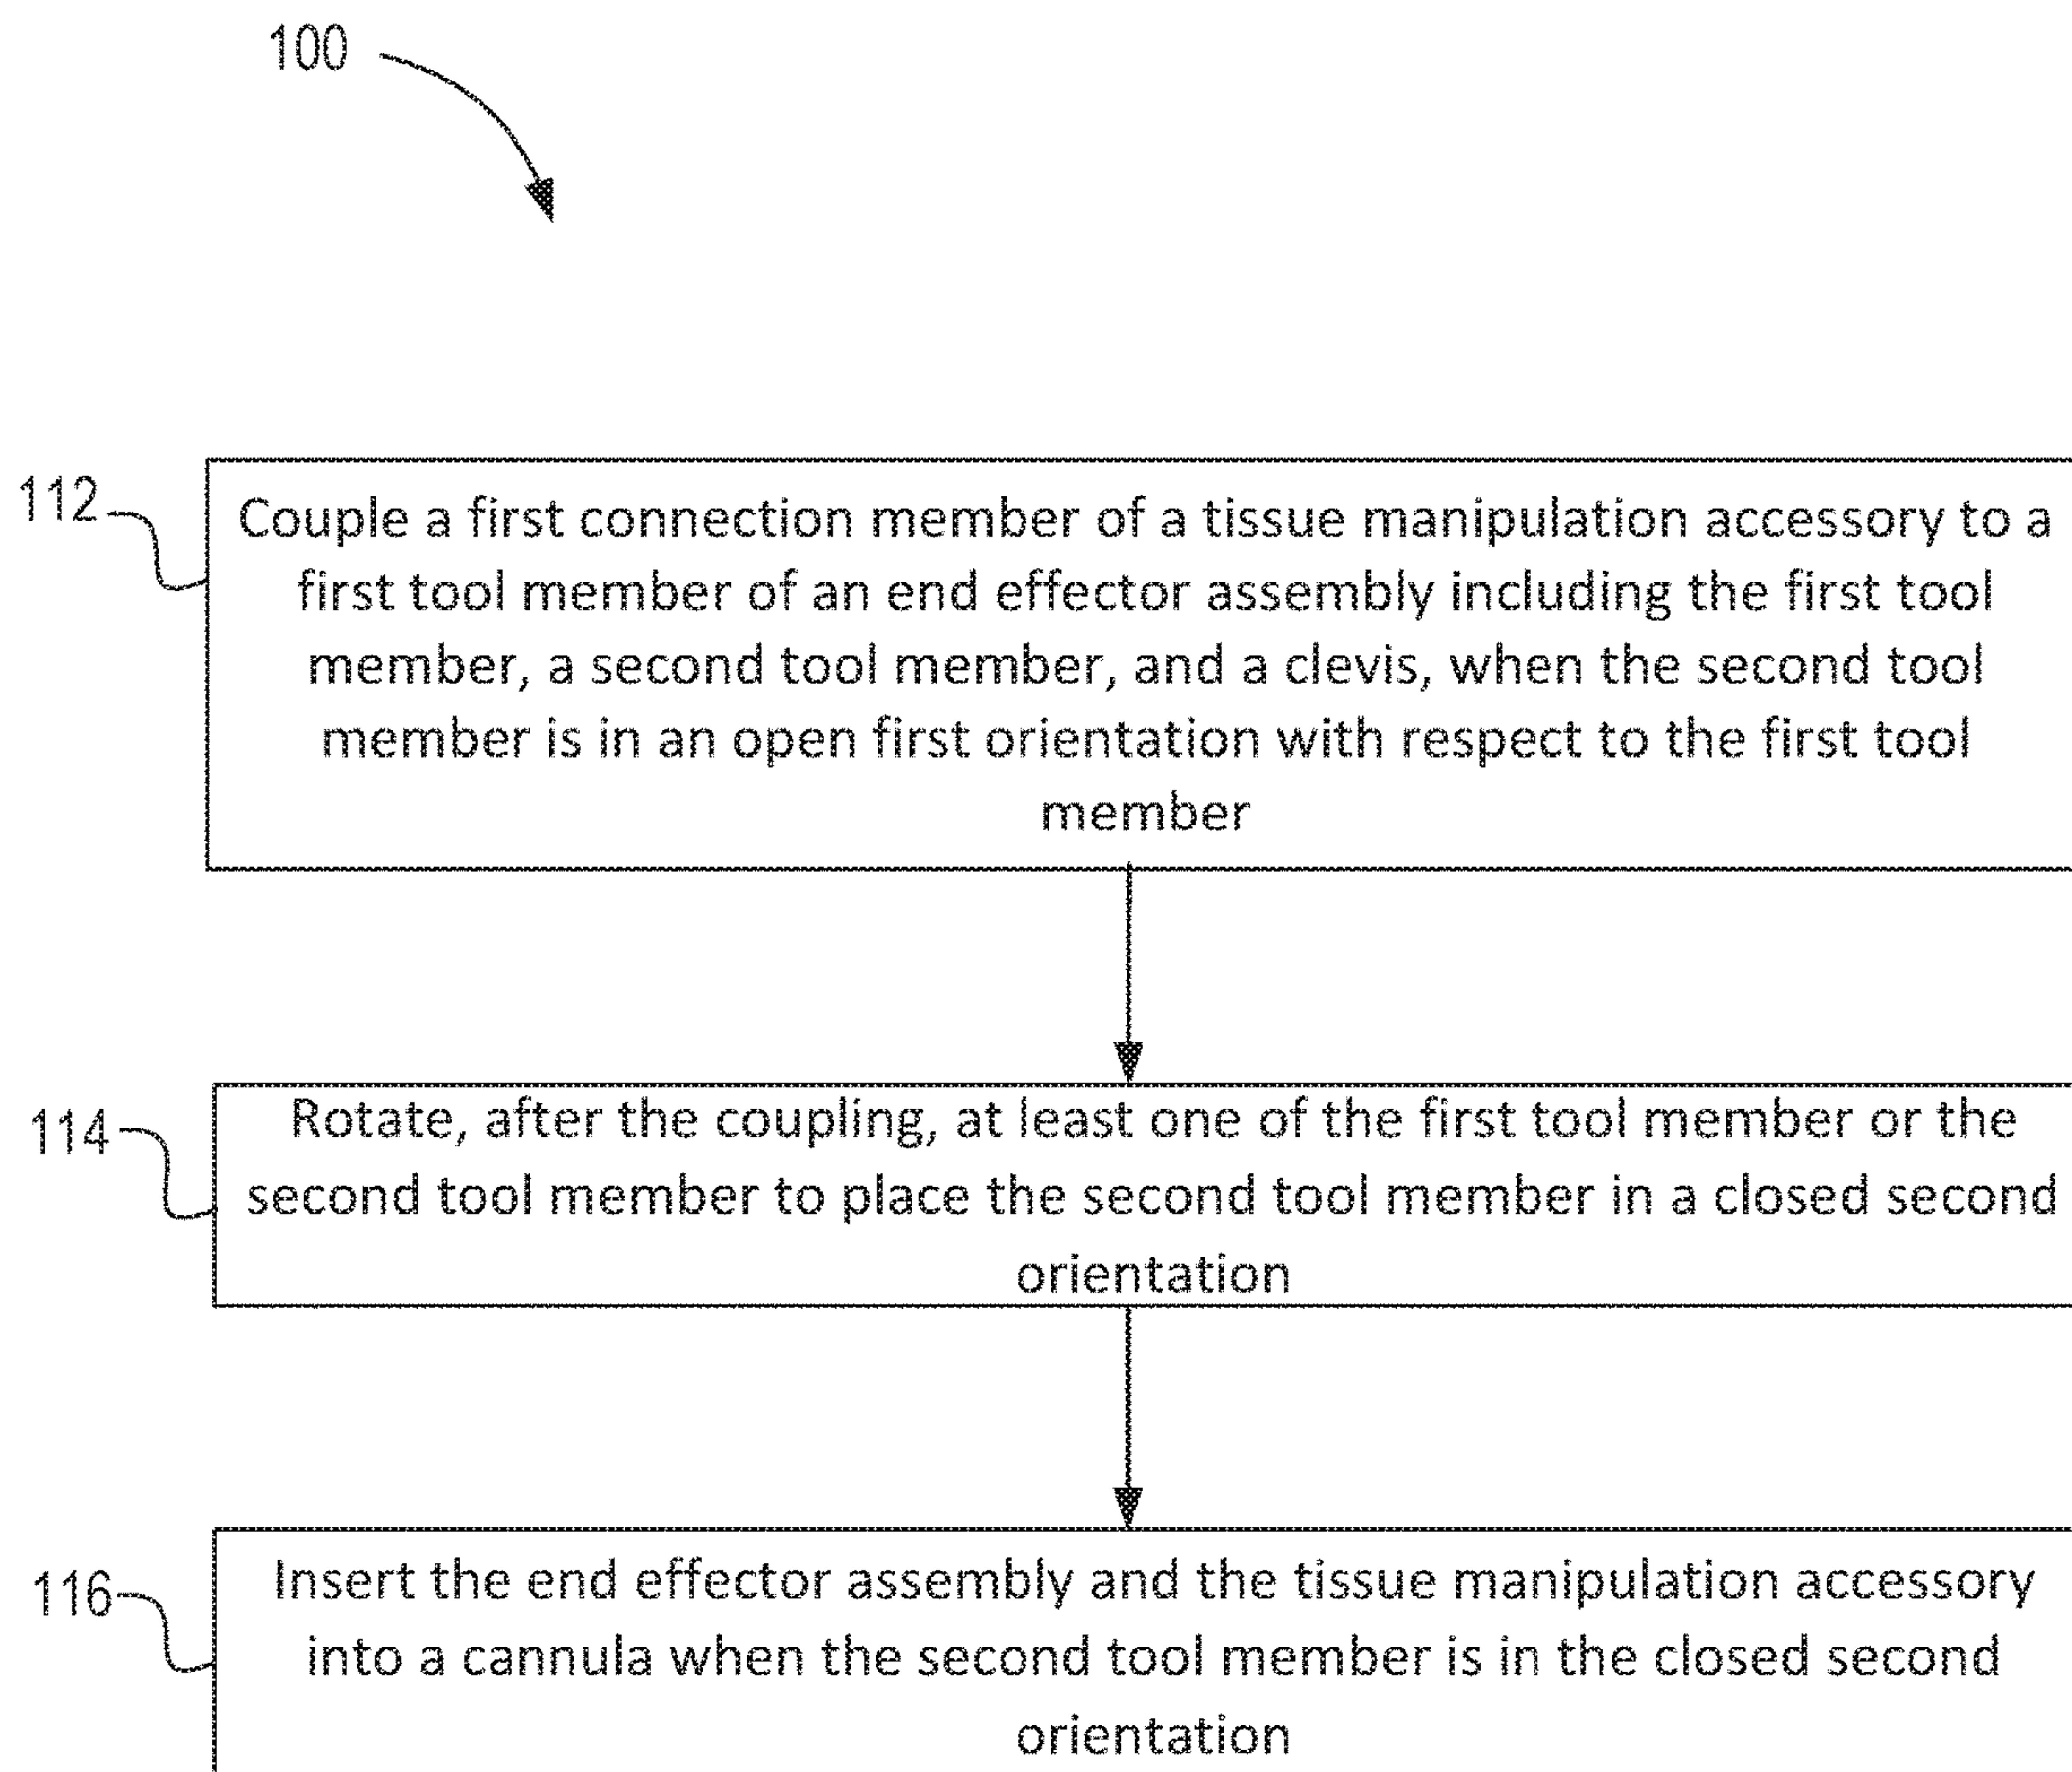 100
112
Couple a first connection member of a tissue manipulation accessory to a
first tool member of an end effector assembly including the first tool
member, a second tool member, and a clevis, when the second tool
member is in an open first orientation with respect to the first tool
member
114
Rotate, after the coupling, at least one of the first tool member or the
second tool member to place the second tool member in a closed second
orientation
116
Insert the end effector assembly and the tissue manipulation accessory
into a cannula when the second tool member is in the closed second
orientation